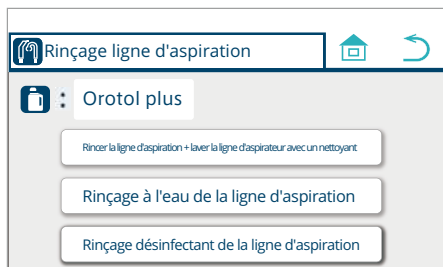 Rinçage ligne d'aspiration
: Orotol plus
Rincer la ligne d'aspiration + laver la ligne d'aspirateur avec un nettoyant
Rinçage à l'eau de la ligne d'aspiration
Rinçage désinfectant de la ligne d'aspiration